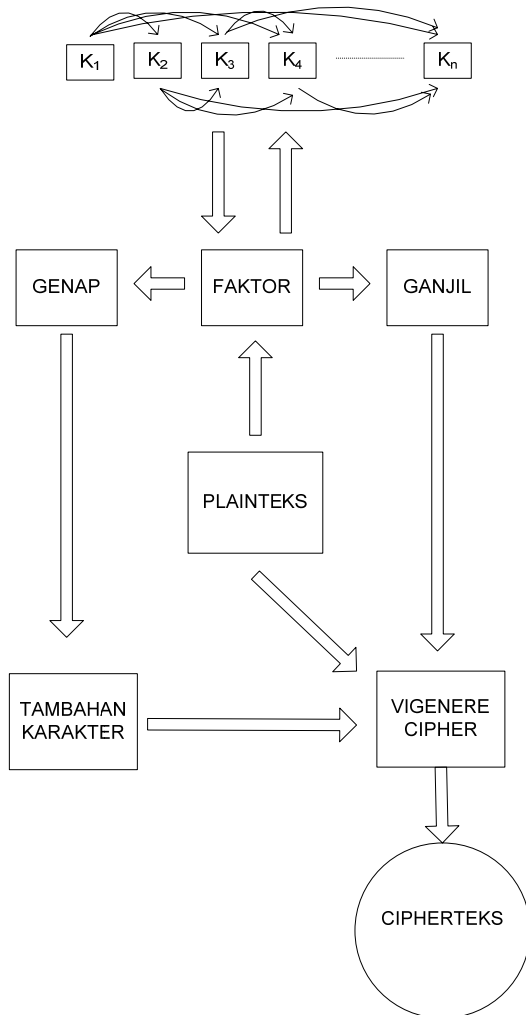 K1 K2 K3 K4 Kn
GENAP FAKTOR GANJIL
PLAINTEKS
TAMBAHAN
KARAKTER
VIGENERE
CIPHER
CIPHERTEKS